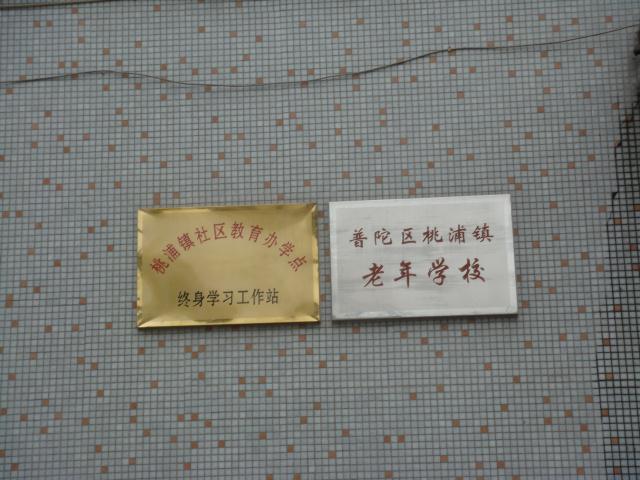 桃浦镇社区教育办学点
终身学习工作站
普陀区桃浦镇
老年学校